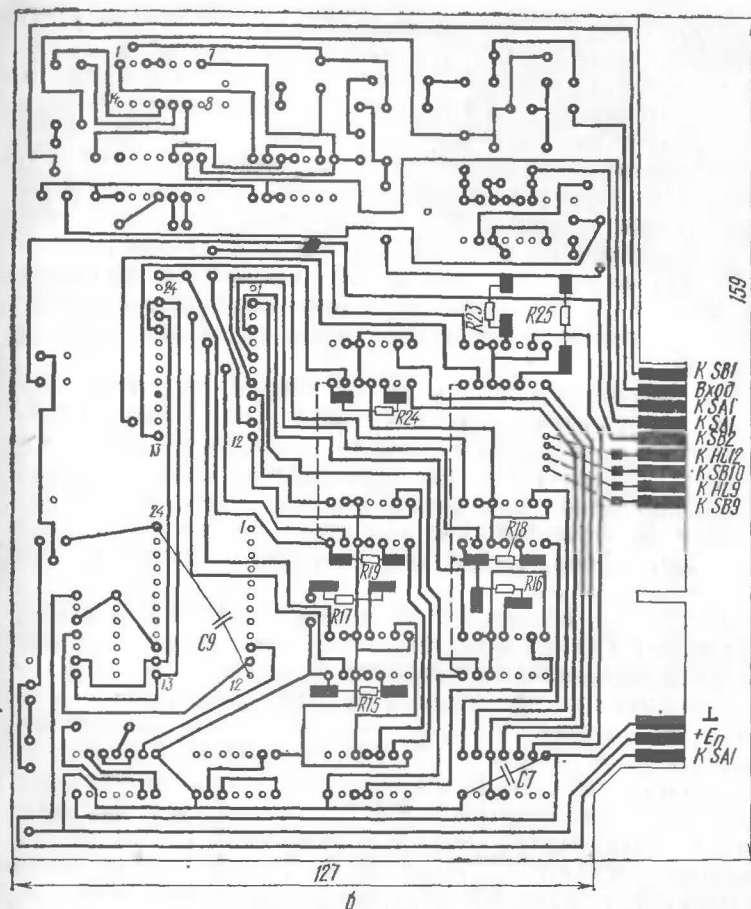 1
7
14
8
24
1
13
12
R23
R25
R24
159
К SB1
Вход
К SA1
К SA1
К SB2
К HL12
К SB10
К HL9
К SB9
24
1
R19
R18
R17
R16
C9
13
12
R15
⊥
+Eп
К SA1
C7
127
б